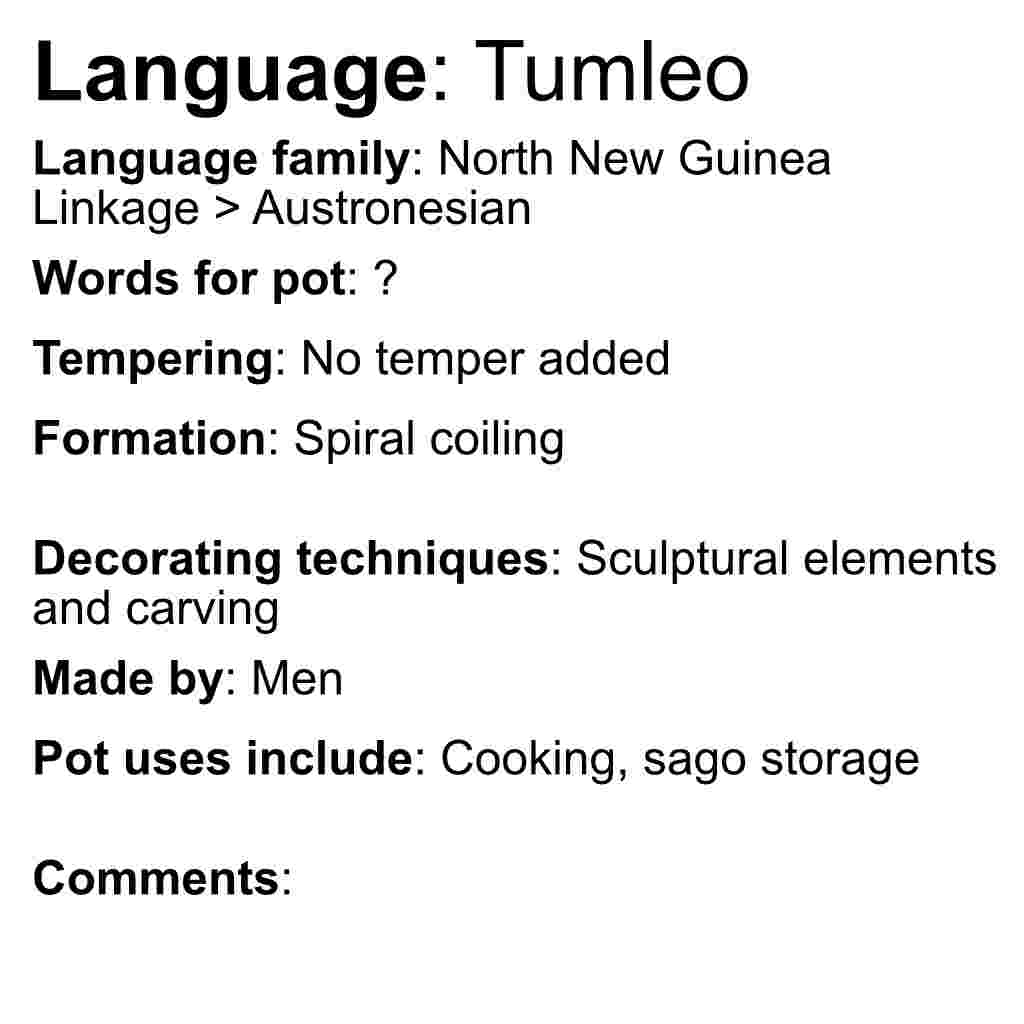 Language: Tumleo
Language family: North New Guinea
Linkage > Austronesian
Words for pot: ?
Tempering: No temper added
Formation: Spiral coiling
Decorating techniques: Sculptural elements
and carving
Made by: Men
Pot uses include: Cooking, sago storage
Comments: